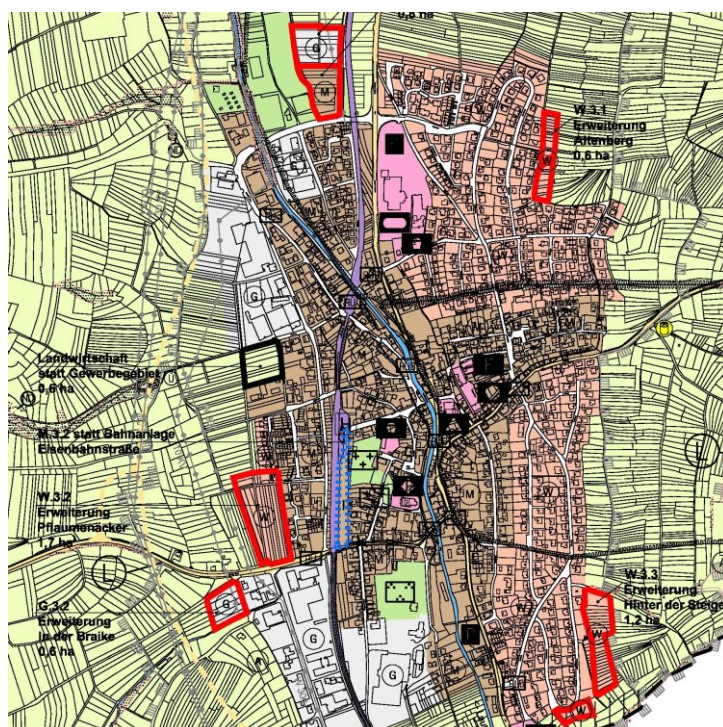 0,8 ha
G
M
W.3.1
Erweiterung
Altenberg
0,6 ha
W
G
Landwirtschaft
statt Gewerbegebiet
0,6 ha
M.3.2 statt Bahnanlage
Eisenbahnstraße
W.3.2
Erweiterung
Pflaumenäcker
1,7 ha
W
L
L
G.3.2
Erweiterung
In der Braike
0,6 ha
G
G
G
W.3.3
Erweiterung
Hinter der Steige
1,2 ha
W
W